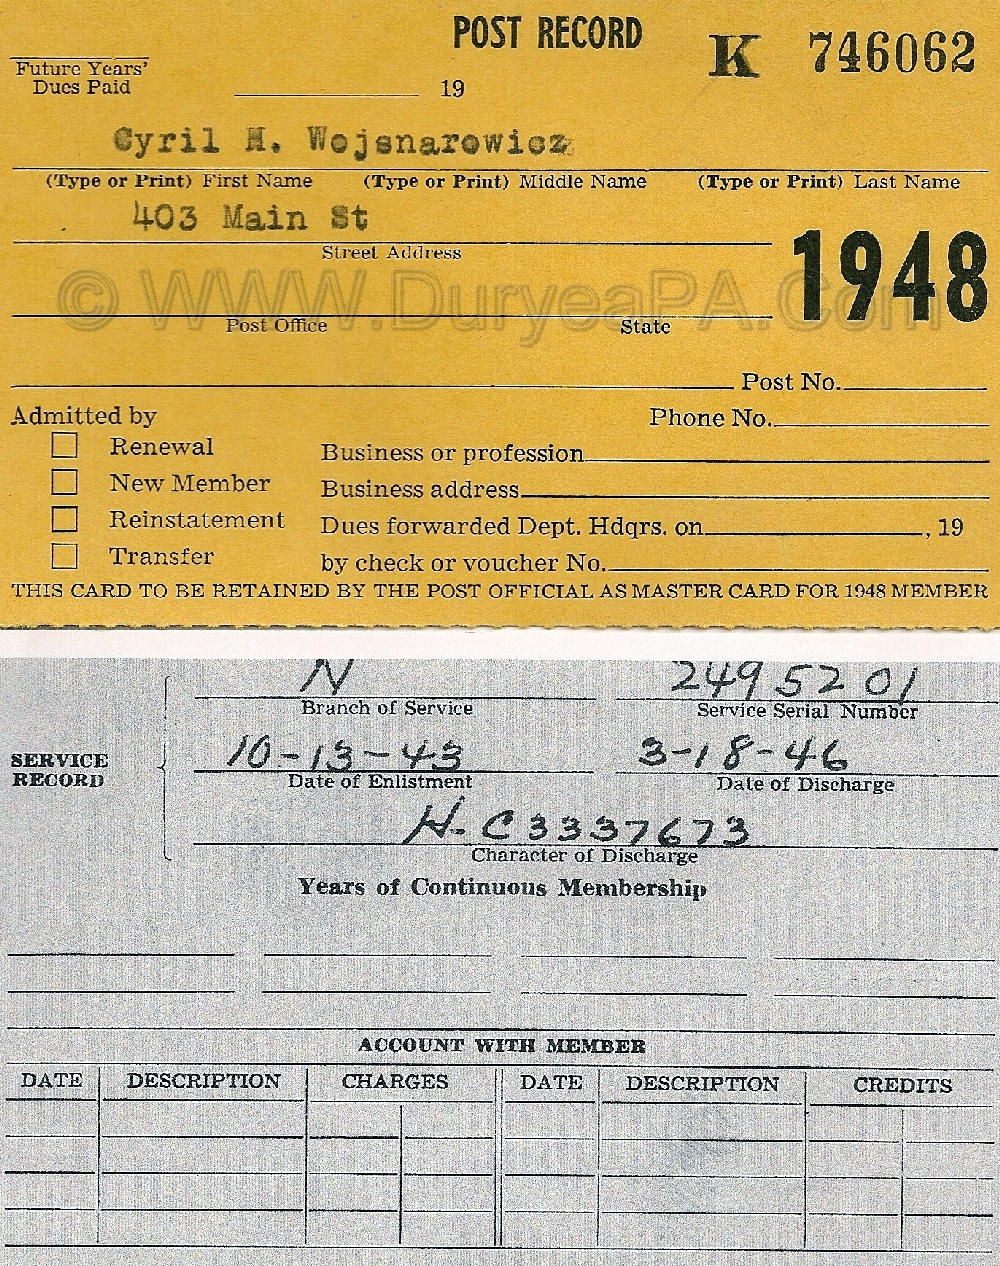 POST RECORD
K 746062
Future Years'
Dues Paid
19
Cyril H. Wojsnarowicz
(Type or Print) First Name (Type or Print) Middle Name (Type or Print) Last Name
403 Main St
Street Address
1948
© WWW.DuryeaPA.Com
Post Office State
Post No.
Admitted by Phone No.
Renewal Business or profession
New Member Business address
Reinstatement Dues forwarded Dept. Hdqrs. on , 19
Transfer by check or voucher No.
THIS CARD TO BE RETAINED BY THE POST OFFICIAL AS MASTER CARD FOR 1948 MEMBER
N 249 52 01
Branch of Service Service Serial Number
SERVICE
RECORD
10-13-43 3-18-46
Date of Enlistment Date of Discharge
H- C3337673
Character of Discharge
Years of Continuous Membership
ACCOUNT WITH MEMBER
DATE DESCRIPTION CHARGES DATE DESCRIPTION CREDITS